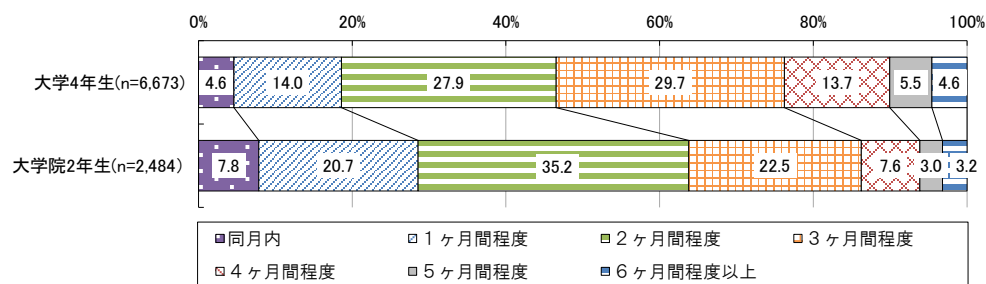 0% 20% 40% 60% 80% 100%
大学4年生(n=6,673) 4.6 14.0 27.9 29.7 13.7 5.5 4.6
大学院2年生(n=2,484) 7.8 20.7 35.2 22.5 7.6 3.0 3.2
同月内 １ヶ月間程度 ２ヶ月間程度 ３ヶ月間程度
４ヶ月間程度 ５ヶ月間程度 ６ヶ月間程度以上